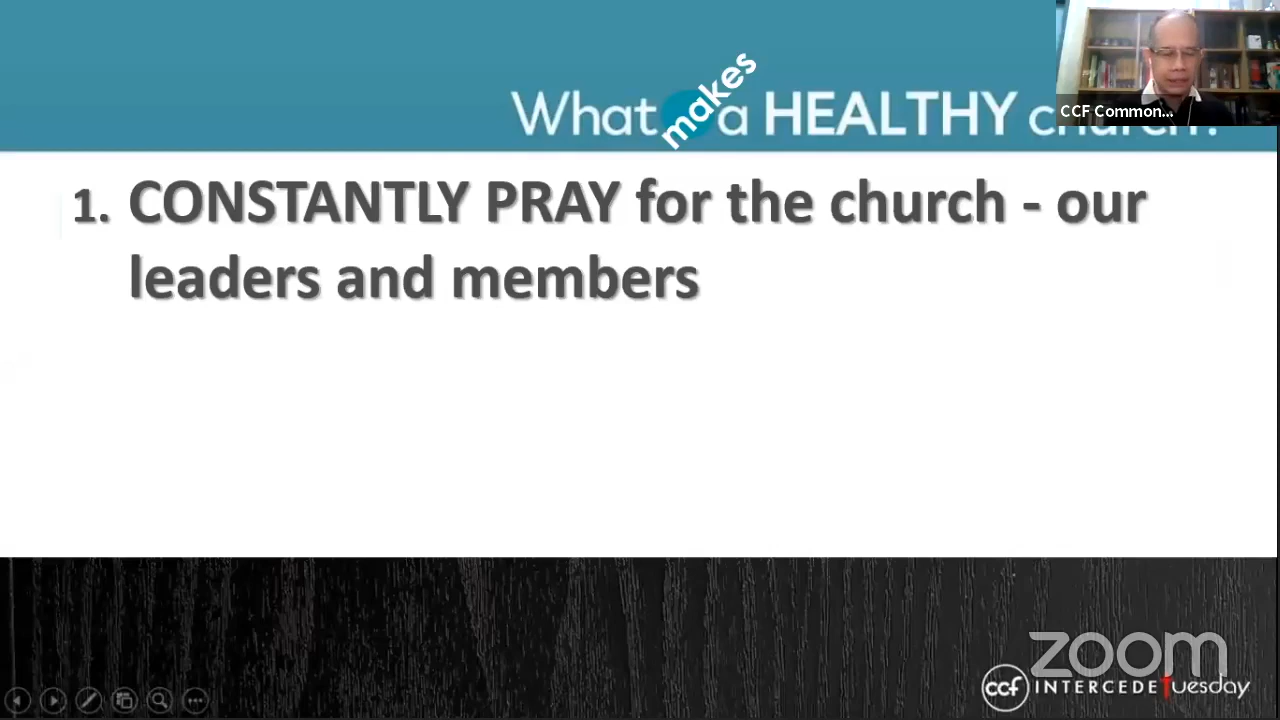 What makes a HEALTHY church?
CCF Common...
1. CONSTANTLY PRAY for the church - our
leaders and members
zoom
ccf INTERCEDE Tuesday